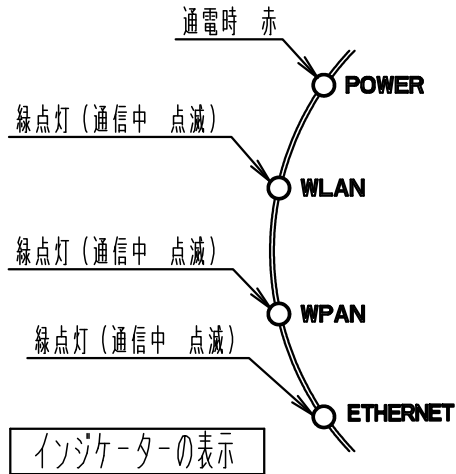 通電時　赤
POWER
緑点灯（通信中　点滅）
WLAN
緑点灯（通信中　点滅）
WPAN
緑点灯（通信中　点滅）
ETHERNET
インジケーターの表示